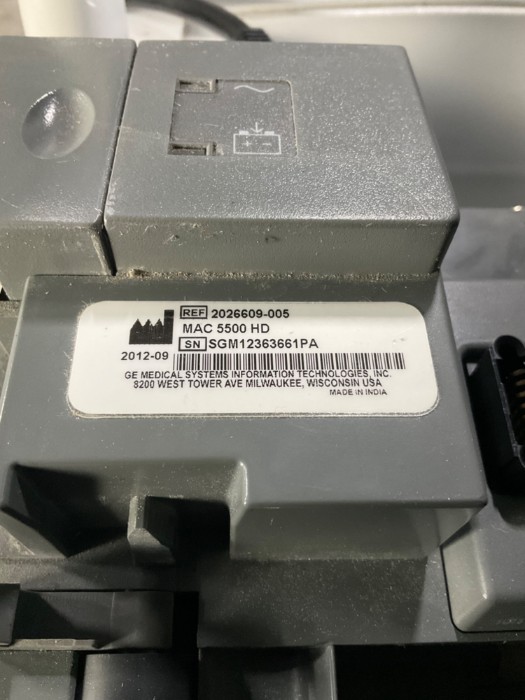 REF 2026609-005
MAC 5500 HD
SN SGM12363661PA
2012-09
GE MEDICAL SYSTEMS INFORMATION TECHNOLOGIES, INC.
8200 WEST TOWER AVE MILWAUKEE, WISCONSIN USA
MADE IN INDIA